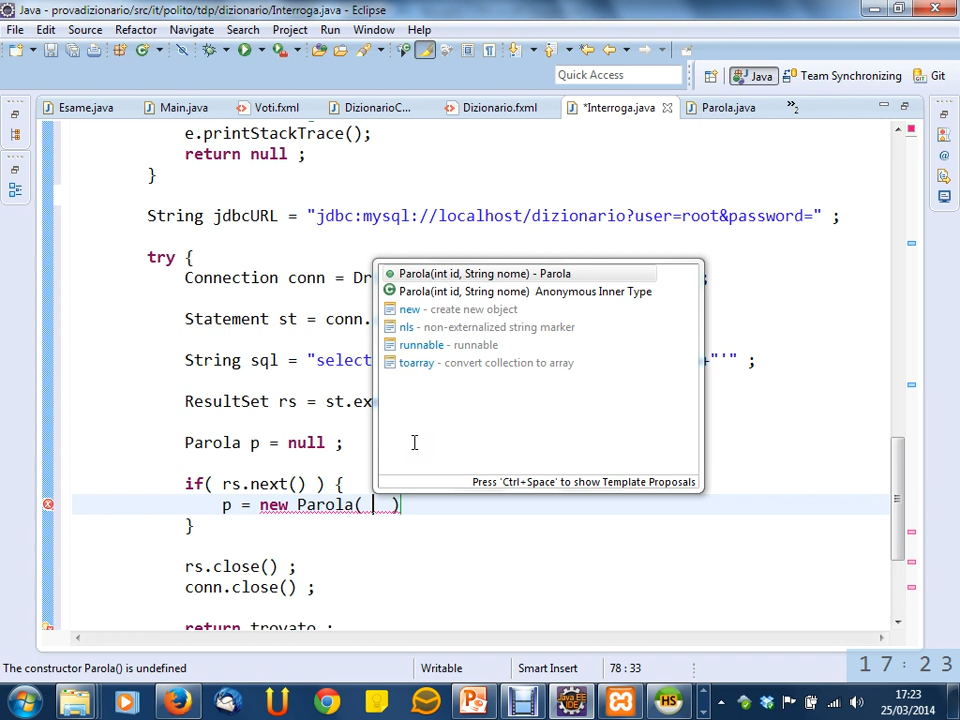 Java - provadizionario/src/it/polito/tdp/dizionario/Interroga.java - Eclipse
File Edit Source Refactor Navigate Search Project Run Window Help
Quick Access
Java
Team Synchronizing
Git
Esame.java
Main.java
Voti.fxml
DizionarioC...
Dizionario.fxml
*Interroga.java
Parola.java
»2
e.printStackTrace();
return null ;
}
String jdbcURL = "jdbc:mysql://localhost/dizionario?user=root&password=" ;
try {
Connection conn = Dr
;
Statement st = conn.
String sql = "select
+"'" ;
ResultSet rs = st.ex
Parola p = null ;
if( rs.next() ) {
p = new Parola( )
}
rs.close() ;
conn.close() ;
return trovato ;
Parola(int id, String nome) - Parola
Parola(int id, String nome) Anonymous Inner Type
new - create new object
nls - non-externalized string marker
runnable - runnable
toarray - convert collection to array
Press 'Ctrl+Space' to show Template Proposals
The constructor Parola() is undefined
Writable
Smart Insert
78 : 33
17:23
Java EE
IDE
HS
17:23
25/03/2014